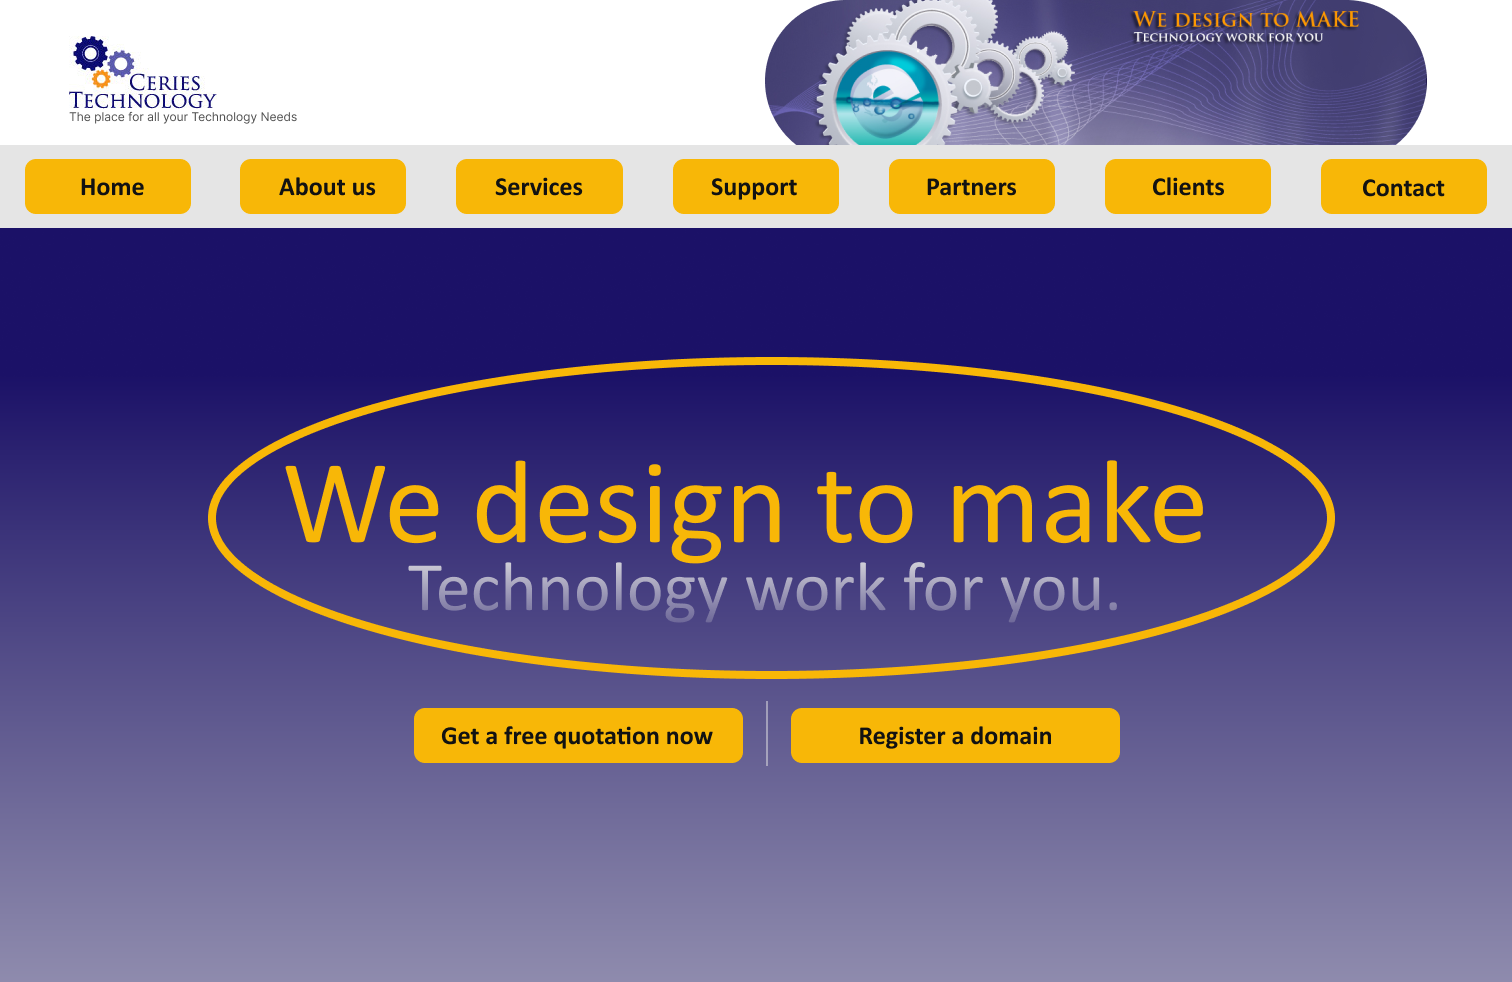 CERIES
TECHNOLOGY
The place for all your Technology Needs
WE DESIGN TO MAKE
TECHNOLOGY WORK FOR YOU
Home
About us
Services
Support
Partners
Clients
Contact
We design to make
Technology work for you.
Get a free quotation now
Register a domain